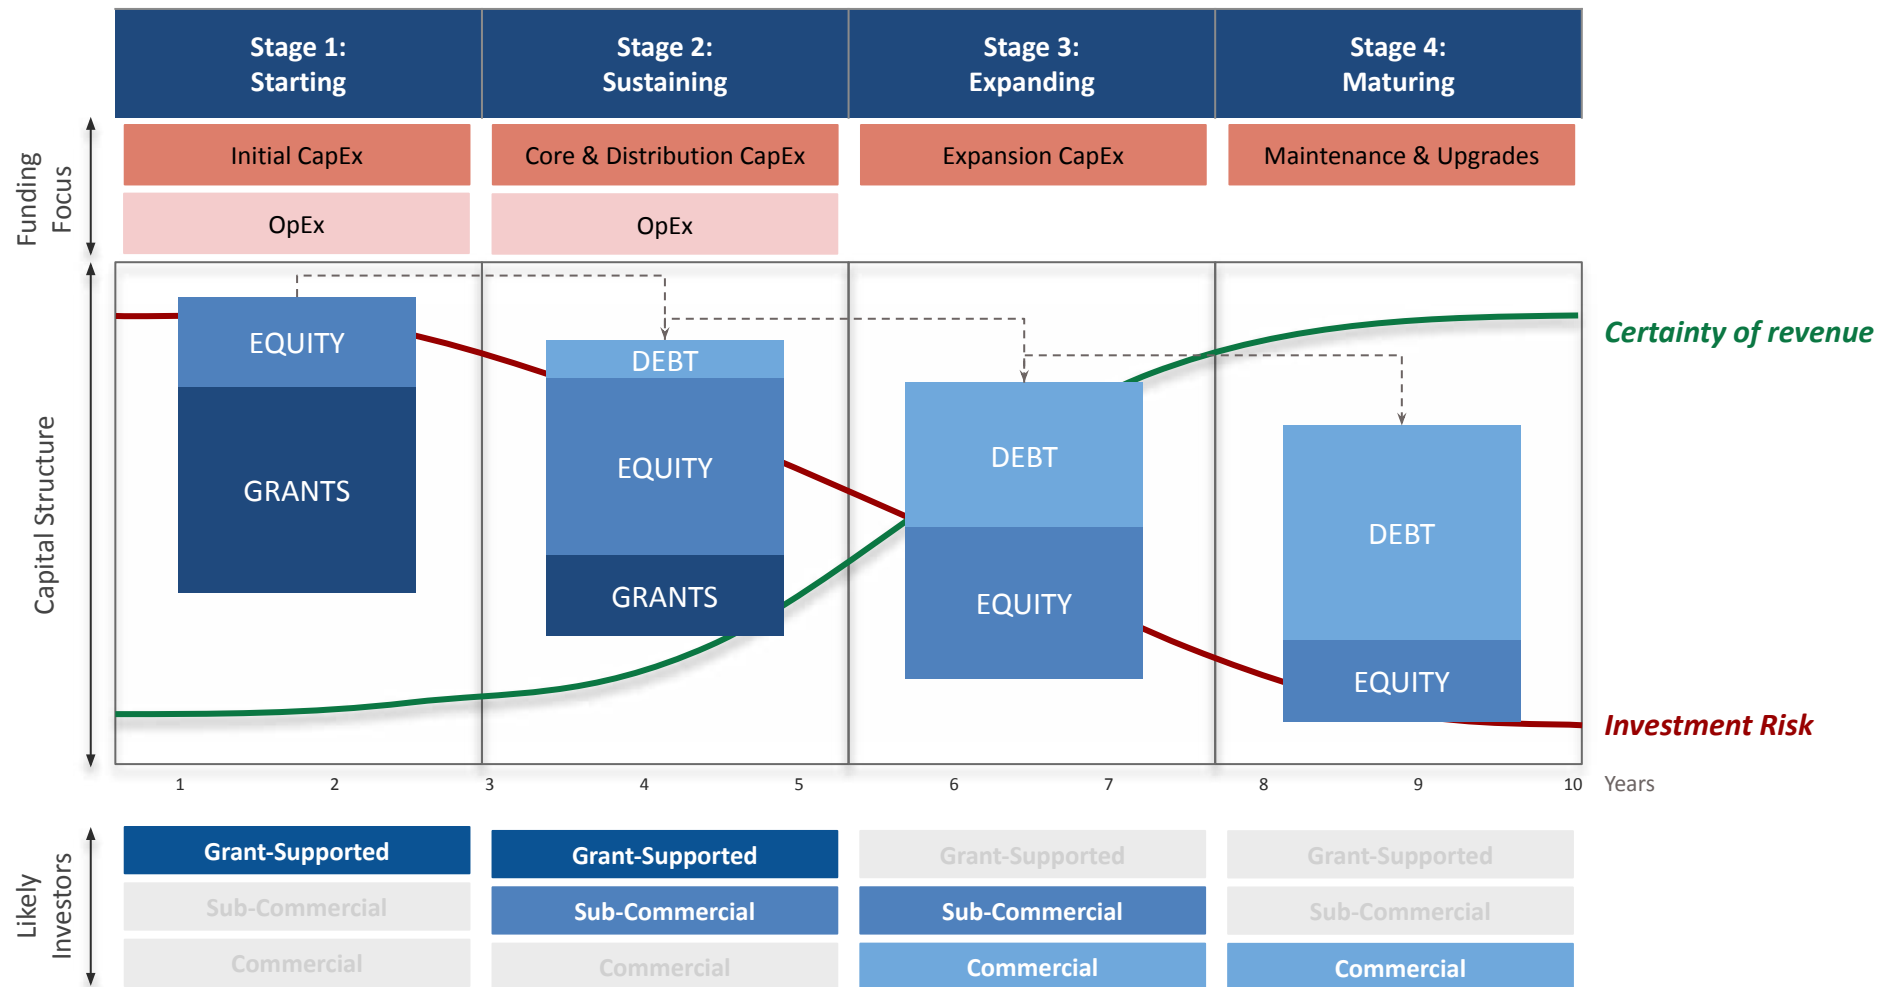 Stage 1:
Starting
Stage 2:
Sustaining
Stage 3:
Expanding
Stage 4:
Maturing
Funding
Focus
Initial CapEx
Core & Distribution CapEx
Expansion CapEx
Maintenance & Upgrades
OpEx
OpEx
Capital Structure
EQUITY
GRANTS
DEBT
EQUITY
GRANTS
DEBT
EQUITY
DEBT
EQUITY
Certainty of revenue
Investment Risk
1 2 3 4 5 6 7 8 9 10 Years
Likely
Investors
Grant-Supported
Sub-Commercial
Commercial
Grant-Supported
Sub-Commercial
Commercial
Grant-Supported
Sub-Commercial
Commercial
Grant-Supported
Sub-Commercial
Commercial